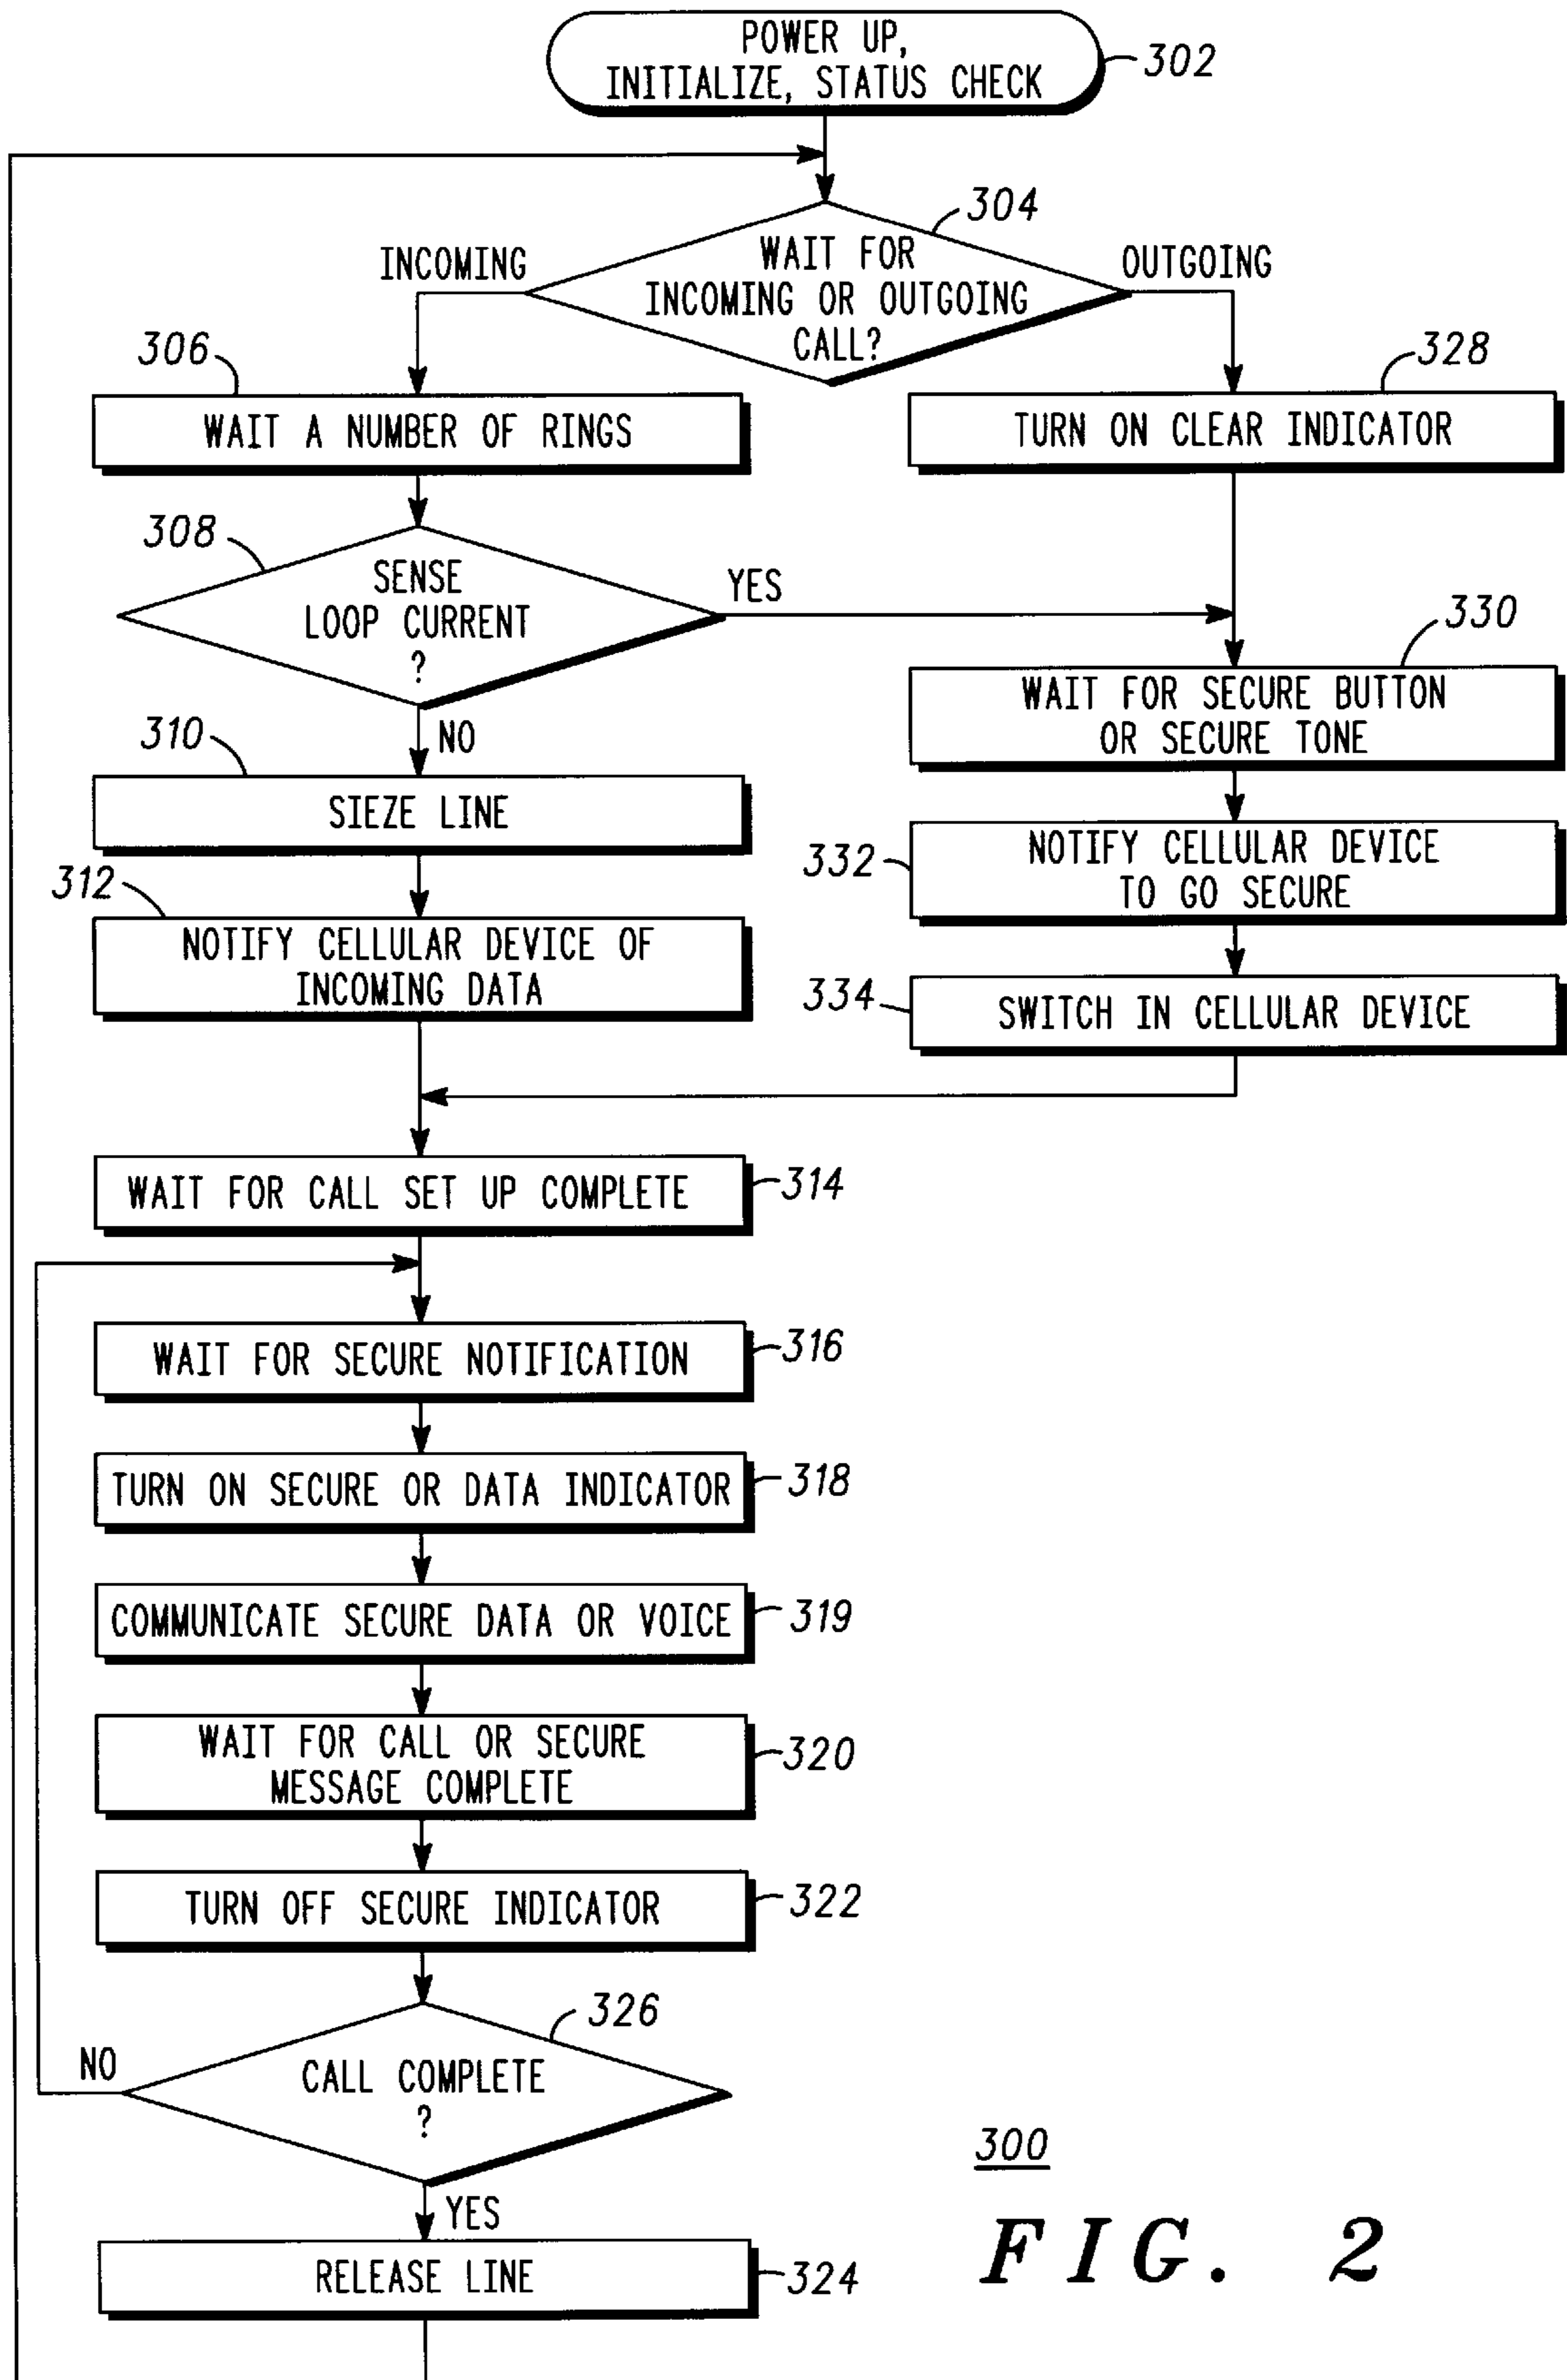 POWER UP,
INITIALIZE, STATUS CHECK
302
304
WAIT FOR
INCOMING OR OUTGOING
CALL?
INCOMING
OUTGOING
306
WAIT A NUMBER OF RINGS
328
TURN ON CLEAR INDICATOR
308
SENSE
LOOP CURRENT
?
YES
NO
330
WAIT FOR SECURE BUTTON
OR SECURE TONE
310
SIEZE LINE
332
NOTIFY CELLULAR DEVICE
TO GO SECURE
312
NOTIFY CELLULAR DEVICE OF
INCOMING DATA
334
SWITCH IN CELLULAR DEVICE
WAIT FOR CALL SET UP COMPLETE
314
WAIT FOR SECURE NOTIFICATION
316
TURN ON SECURE OR DATA INDICATOR
318
COMMUNICATE SECURE DATA OR VOICE
319
WAIT FOR CALL OR SECURE
MESSAGE COMPLETE
320
TURN OFF SECURE INDICATOR
322
326
CALL COMPLETE
?
NO
YES
RELEASE LINE
324
300
FIG. 2